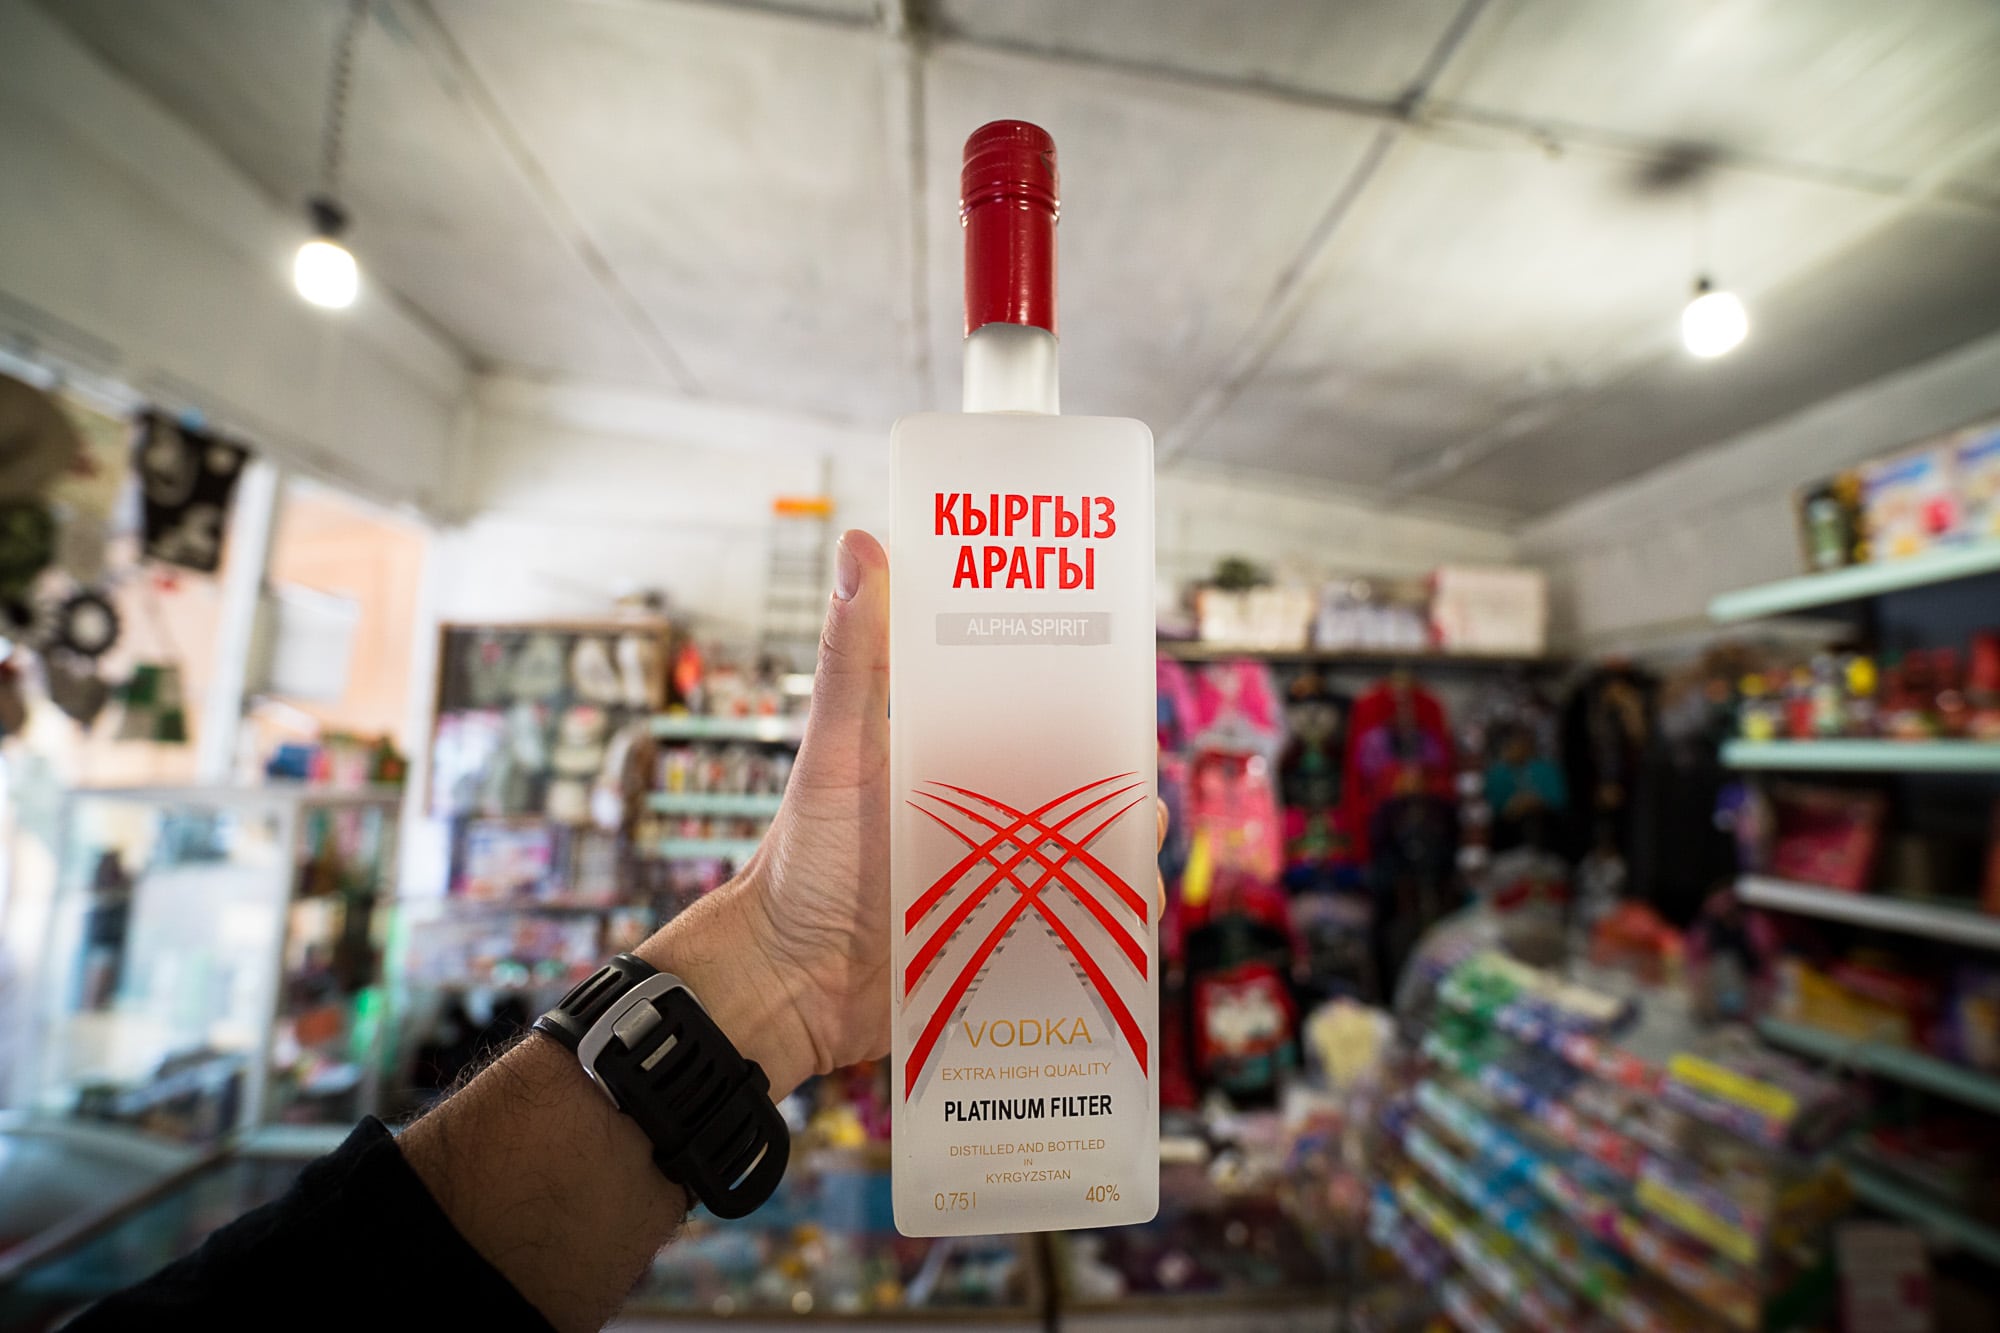 КЫРГЫЗ
АРАГЫ
ALPHA SPIRIT
VODKA
EXTRA HIGH QUALITY
PLATINUM FILTER
DISTILLED AND BOTTLED
IN
KYRGYZSTAN
0,75 l 40%